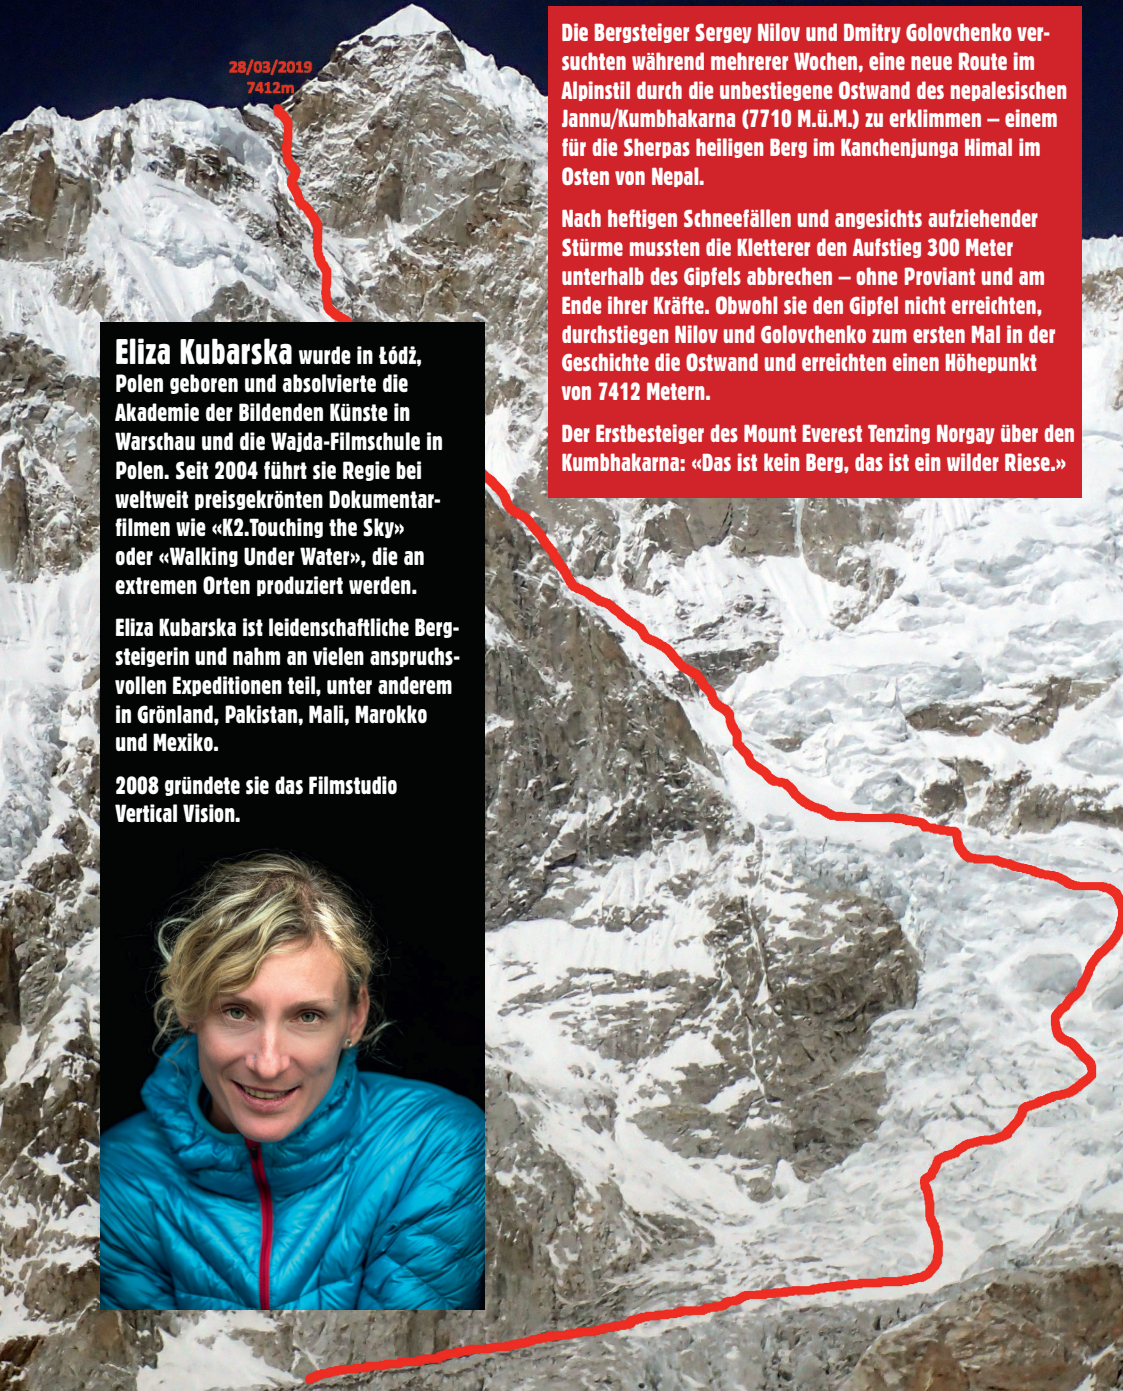 28/03/2019
7412m
Die Bergsteiger Sergey Nilov und Dmitry Golovchenko ver-
suchten während mehrerer Wochen, eine neue Route im
Alpinstil durch die unbestiegene Ostwand des nepalesischen
Jannu/Kumbhakarna (7710 M.ü.M.) zu erklimmen – einem
für die Sherpas heiligen Berg im Kanchenjunga Himal im
Osten von Nepal.
Nach heftigen Schneefällen und angesichts aufziehender
Stürme mussten die Kletterer den Aufstieg 300 Meter
unterhalb des Gipfels abbrechen – ohne Proviant und am
Ende ihrer Kräfte. Obwohl sie den Gipfel nicht erreichten,
durchstiegen Nilov und Golovchenko zum ersten Mal in der
Geschichte die Ostwand und erreichten einen Höhepunkt
von 7412 Metern.
Der Erstbesteiger des Mount Everest Tenzing Norgay über den
Kumbhakarna: «Das ist kein Berg, das ist ein wilder Riese.»
Eliza Kubarska wurde in Łódź,
Polen geboren und absolvierte die
Akademie der Bildenden Künste in
Warschau und die Wajda-Filmschule in
Polen. Seit 2004 führt sie Regie bei
weltweit preisgekrönten Dokumentar-
filmen wie «K2.Touching the Sky»
oder «Walking Under Water», die an
extremen Orten produziert werden.
Eliza Kubarska ist leidenschaftliche Berg-
steigerin und nahm an vielen anspruchs-
vollen Expeditionen teil, unter anderem
in Grönland, Pakistan, Mali, Marokko
und Mexiko.
2008 gründete sie das Filmstudio
Vertical Vision.